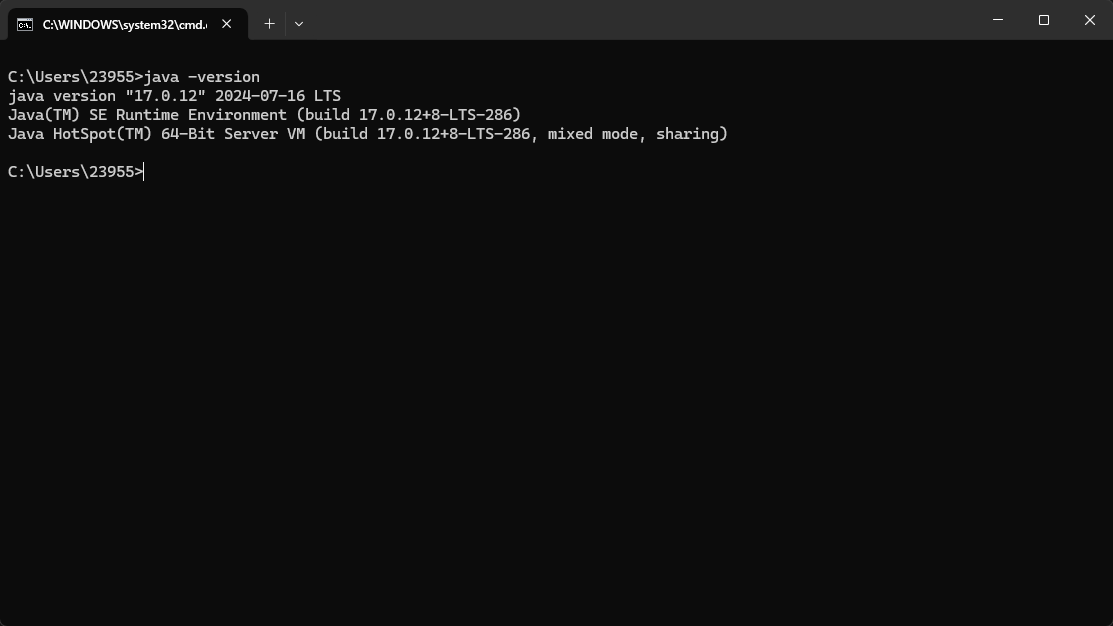 C:\WINDOWS\system32\cmd.
C:\Users\23955>java -version
java version "17.0.12" 2024-07-16 LTS
Java(TM) SE Runtime Environment (build 17.0.12+8-LTS-286)
Java HotSpot(TM) 64-Bit Server VM (build 17.0.12+8-LTS-286, mixed mode, sharing)
C:\Users\23955>